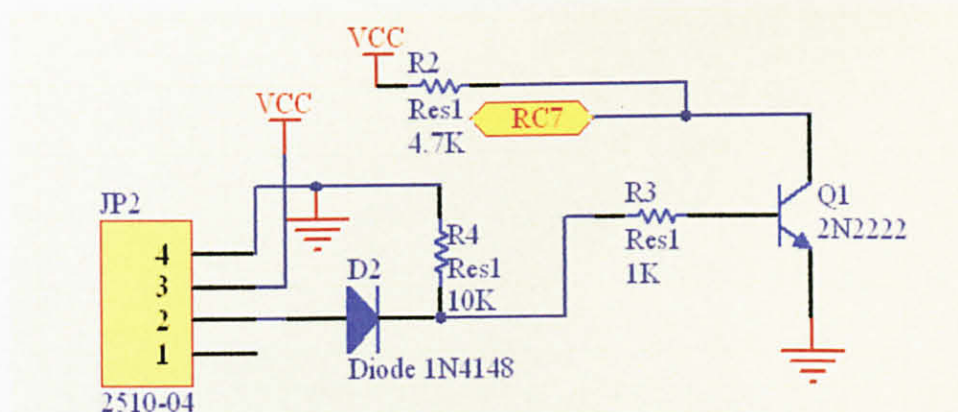 VCC
R2
Res1
4.7K
RC7
VCC
JP2
4
3
2
1
2510-04
R4
Res1
10K
D2
Diode 1N4148
R3
Res1
1K
Q1
2N2222